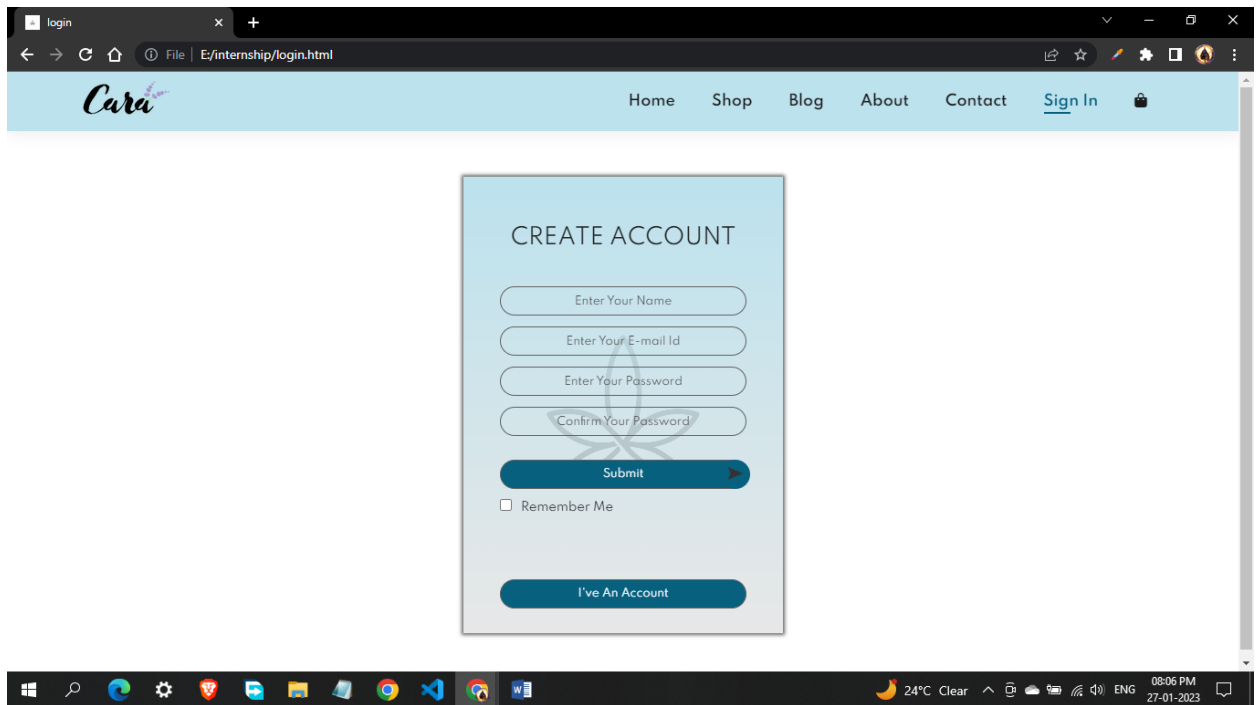 login
File E:/internship/login.html
Cara
Home Shop Blog About Contact Sign In
CREATE ACCOUNT
Enter Your Name
Enter Your E-mail Id
Enter Your Password
Confirm Your Password
Submit
Remember Me
I've An Account
24°C Clear ENG 08:06 PM
27-01-2023